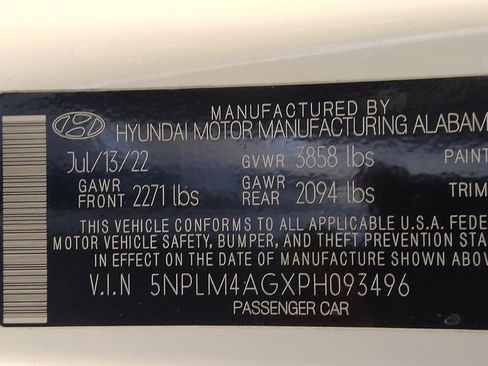 MANUFACTURED BY
HYUNDAI MOTOR MANUFACTURING ALABAM
Jul/13/22 GVWR 3858 lbs PAINT
GAWR FRONT 2271 lbs GAWR REAR 2094 lbs TRIM
THIS VEHICLE CONFORMS TO ALL APPLICABLE U.S.A. FEDE
MOTOR VEHICLE SAFETY, BUMPER, AND THEFT PREVENTION STA
IN EFFECT ON THE DATE OF MANUFACTURE SHOWN ABOVE
V.I.N 5NPLM4AGXPH093496
PASSENGER CAR